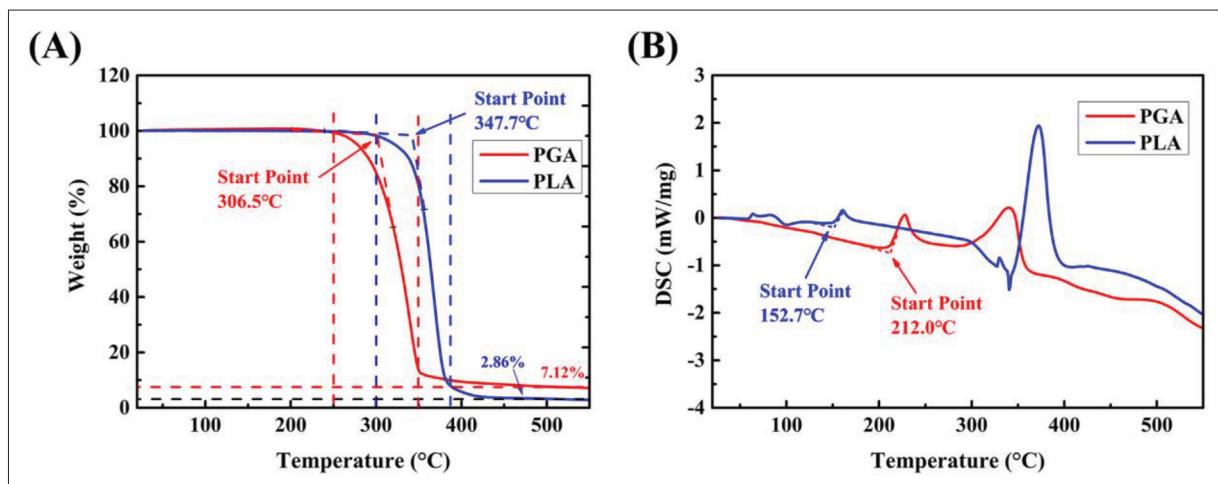 (A)
120
100
80
60
40
20
0
Weight (%)
100
200
300
400
500
Temperature (°C)
Start Point
347.7°C
PGA
PLA
Start Point
306.5°C
2.86%
7.12%
(B)
2
1
0
-1
-2
-3
-4
DSC (mW/mg)
100
200
300
400
500
Temperature (°C)
PGA
PLA
Start Point
152.7°C
Start Point
212.0°C